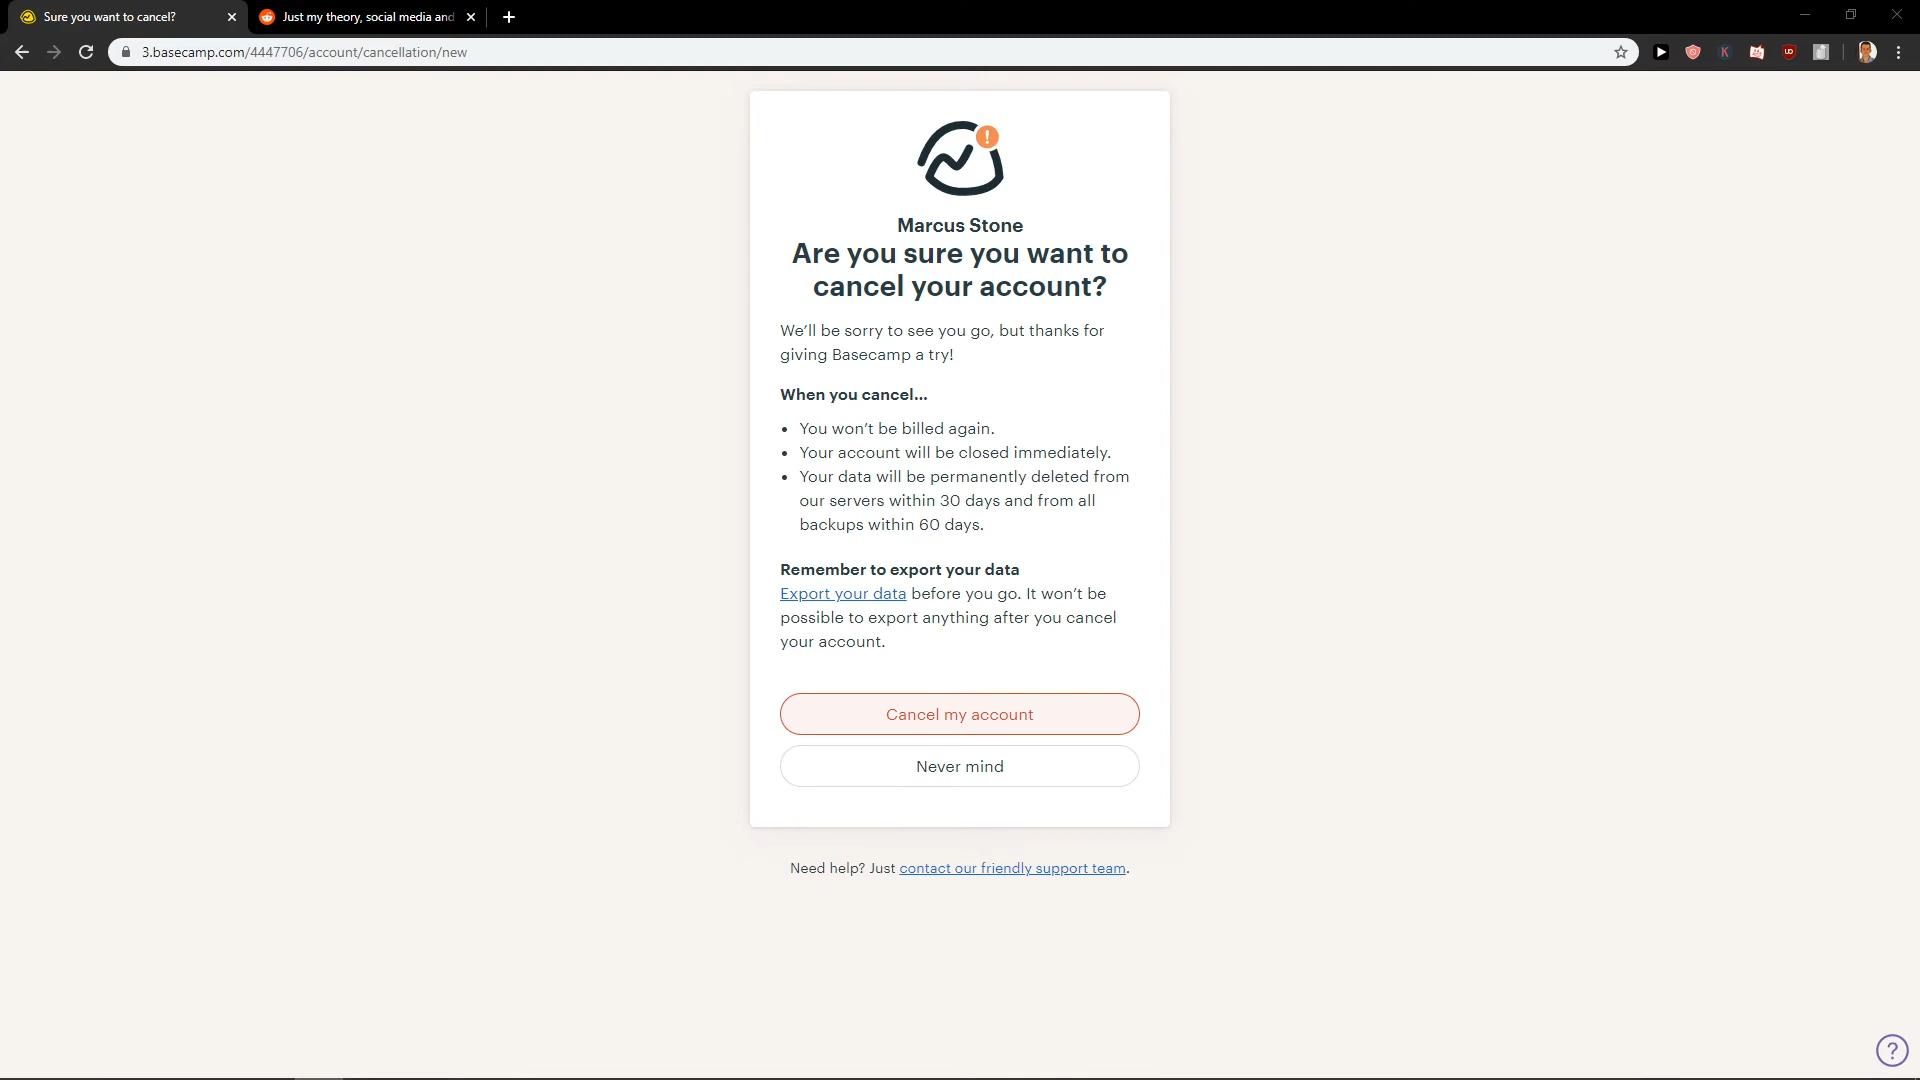 Sure you want to cancel?
Just my theory, social media and
3.basecamp.com/4447706/account/cancellation/new
Marcus Stone
Are you sure you want to
cancel your account?
We’ll be sorry to see you go, but thanks for
giving Basecamp a try!
When you cancel...
• You won’t be billed again.
• Your account will be closed immediately.
• Your data will be permanently deleted from
our servers within 30 days and from all
backups within 60 days.
Remember to export your data
Export your data before you go. It won’t be
possible to export anything after you cancel
your account.
Cancel my account
Never mind
Need help? Just contact our friendly support team.